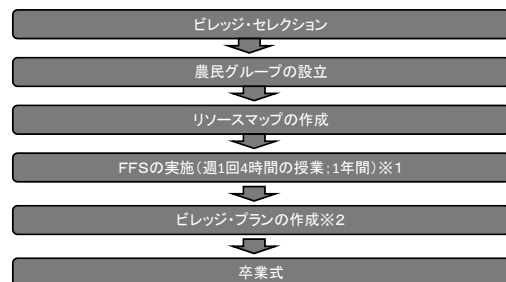 ビレッジ・セレクション
農民グループの設立
リソースマップの作成
FFSの実施(週1回4時間の授業;1年間)※1
ビレッジ・プランの作成※2
卒業式